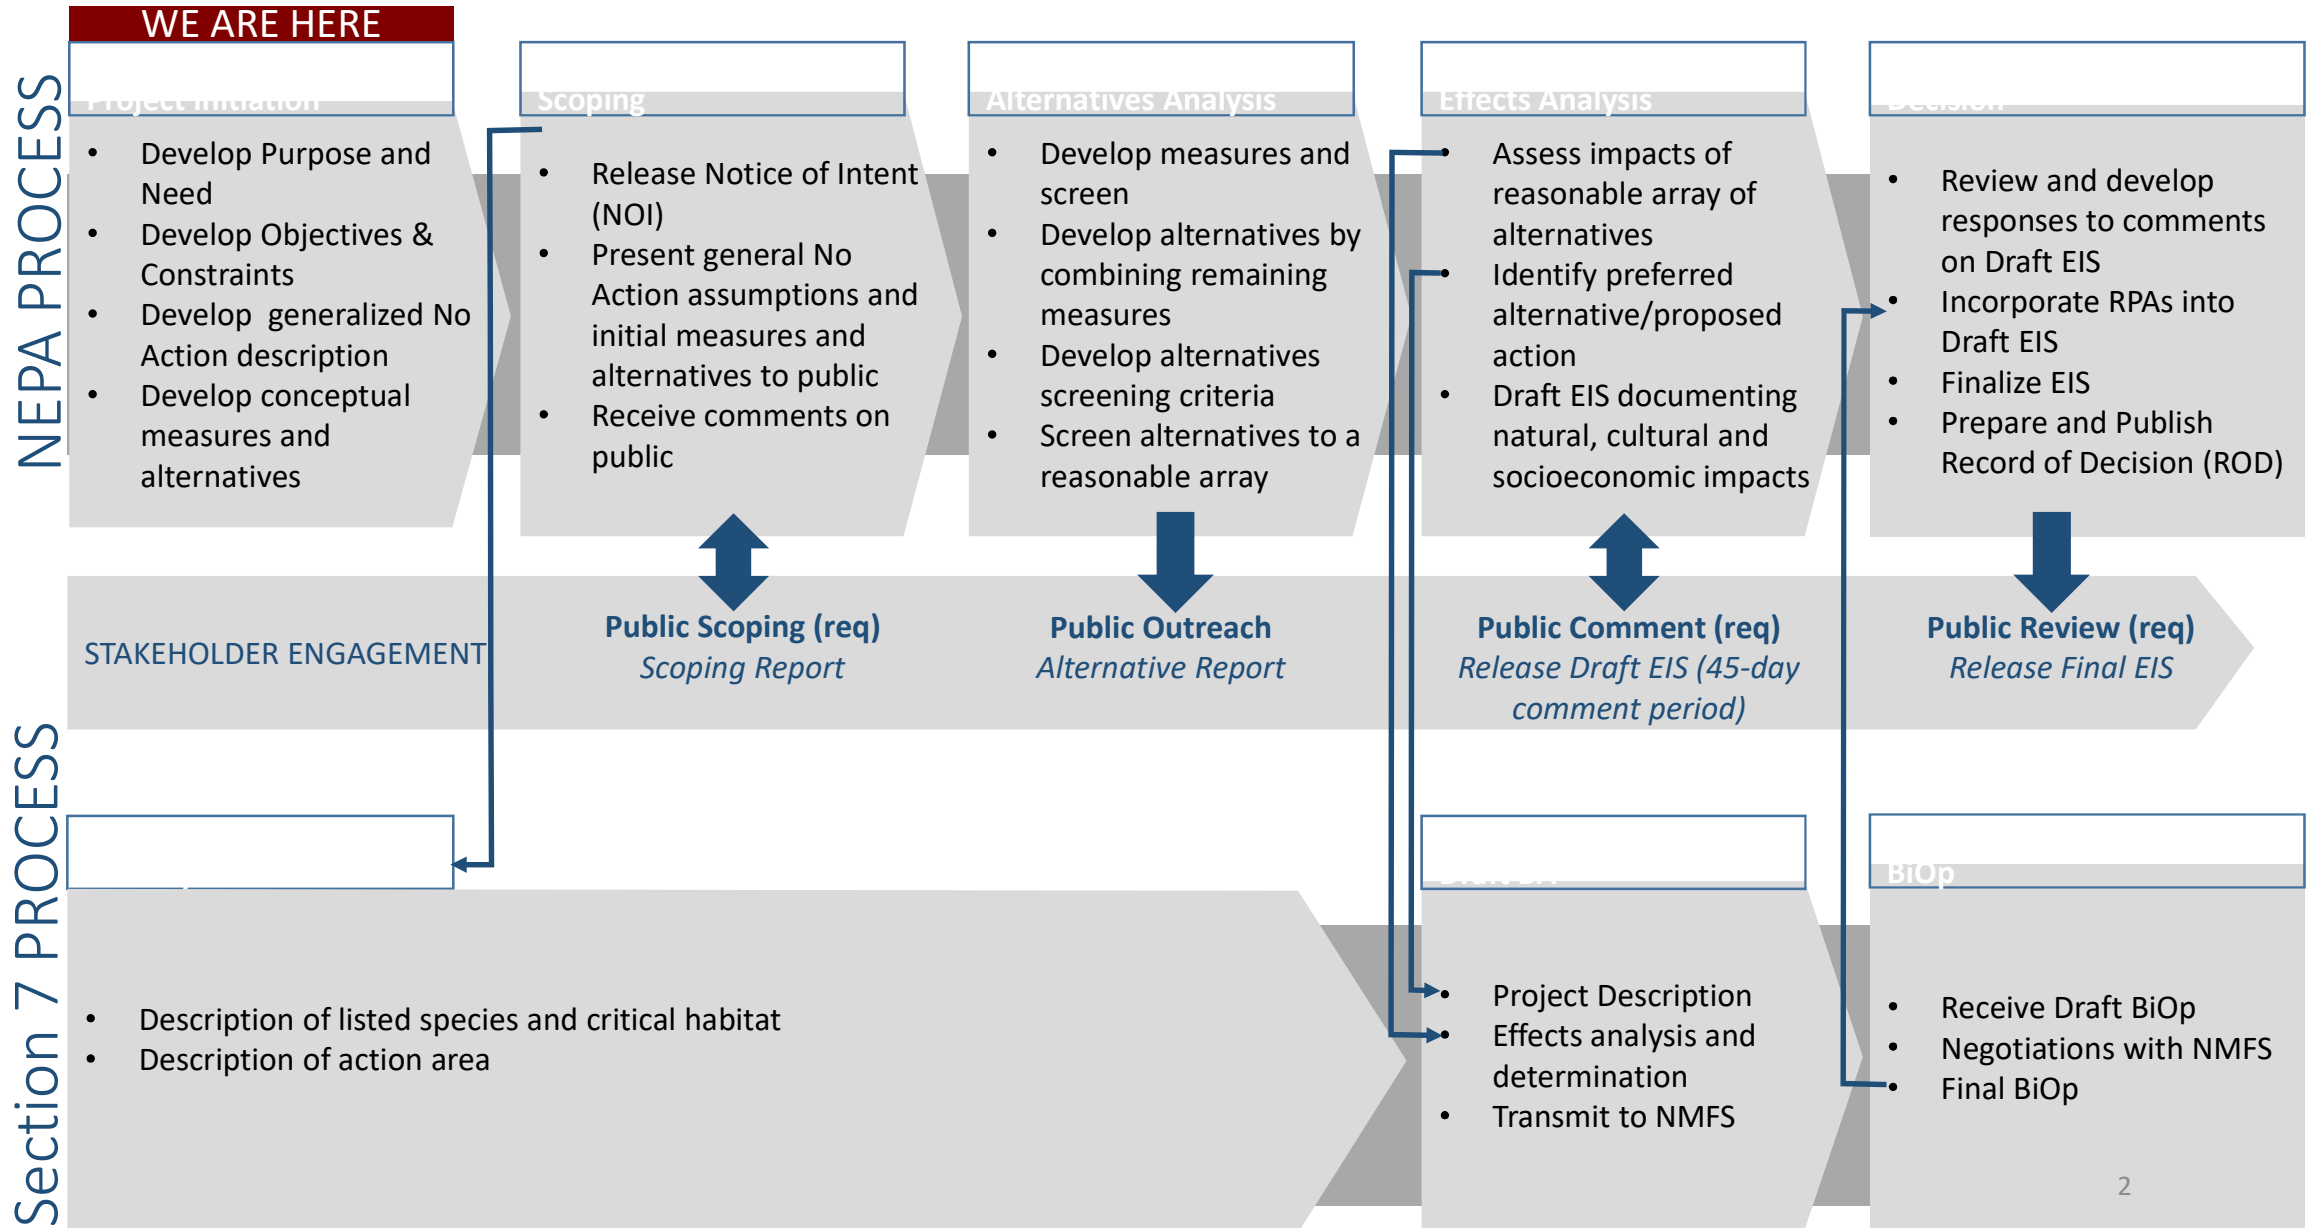 WE ARE HERE
NEPA PROCESS
Project Initiation
• Develop Purpose and
Need
• Develop Objectives &
Constraints
• Develop generalized No
Action description
• Develop conceptual
measures and
alternatives
Scoping
• Release Notice of Intent
(NOI)
• Present general No
Action assumptions and
initial measures and
alternatives to public
• Receive comments on
public
Alternatives Analysis
• Develop measures and
screen
• Develop alternatives by
combining remaining
measures
• Develop alternatives
screening criteria
• Screen alternatives to a
reasonable array
Effects Analysis
• Assess impacts of
reasonable array of
alternatives
• Identify preferred
alternative/proposed
action
• Draft EIS documenting
natural, cultural and
socioeconomic impacts
Decision
• Review and develop
responses to comments
on Draft EIS
• Incorporate RPAs into
Draft EIS
• Finalize EIS
• Prepare and Publish
Record of Decision (ROD)
STAKEHOLDER ENGAGEMENT
Public Scoping (req)
Scoping Report
Public Outreach
Alternative Report
Public Comment (req)
Release Draft EIS (45-day
comment period)
Public Review (req)
Release Final EIS
Section 7 PROCESS
• Description of listed species and critical habitat
• Description of action area
Draft BA
• Project Description
• Effects analysis and
determination
• Transmit to NMFS
BiOp
• Receive Draft BiOp
• Negotiations with NMFS
• Final BiOp
2